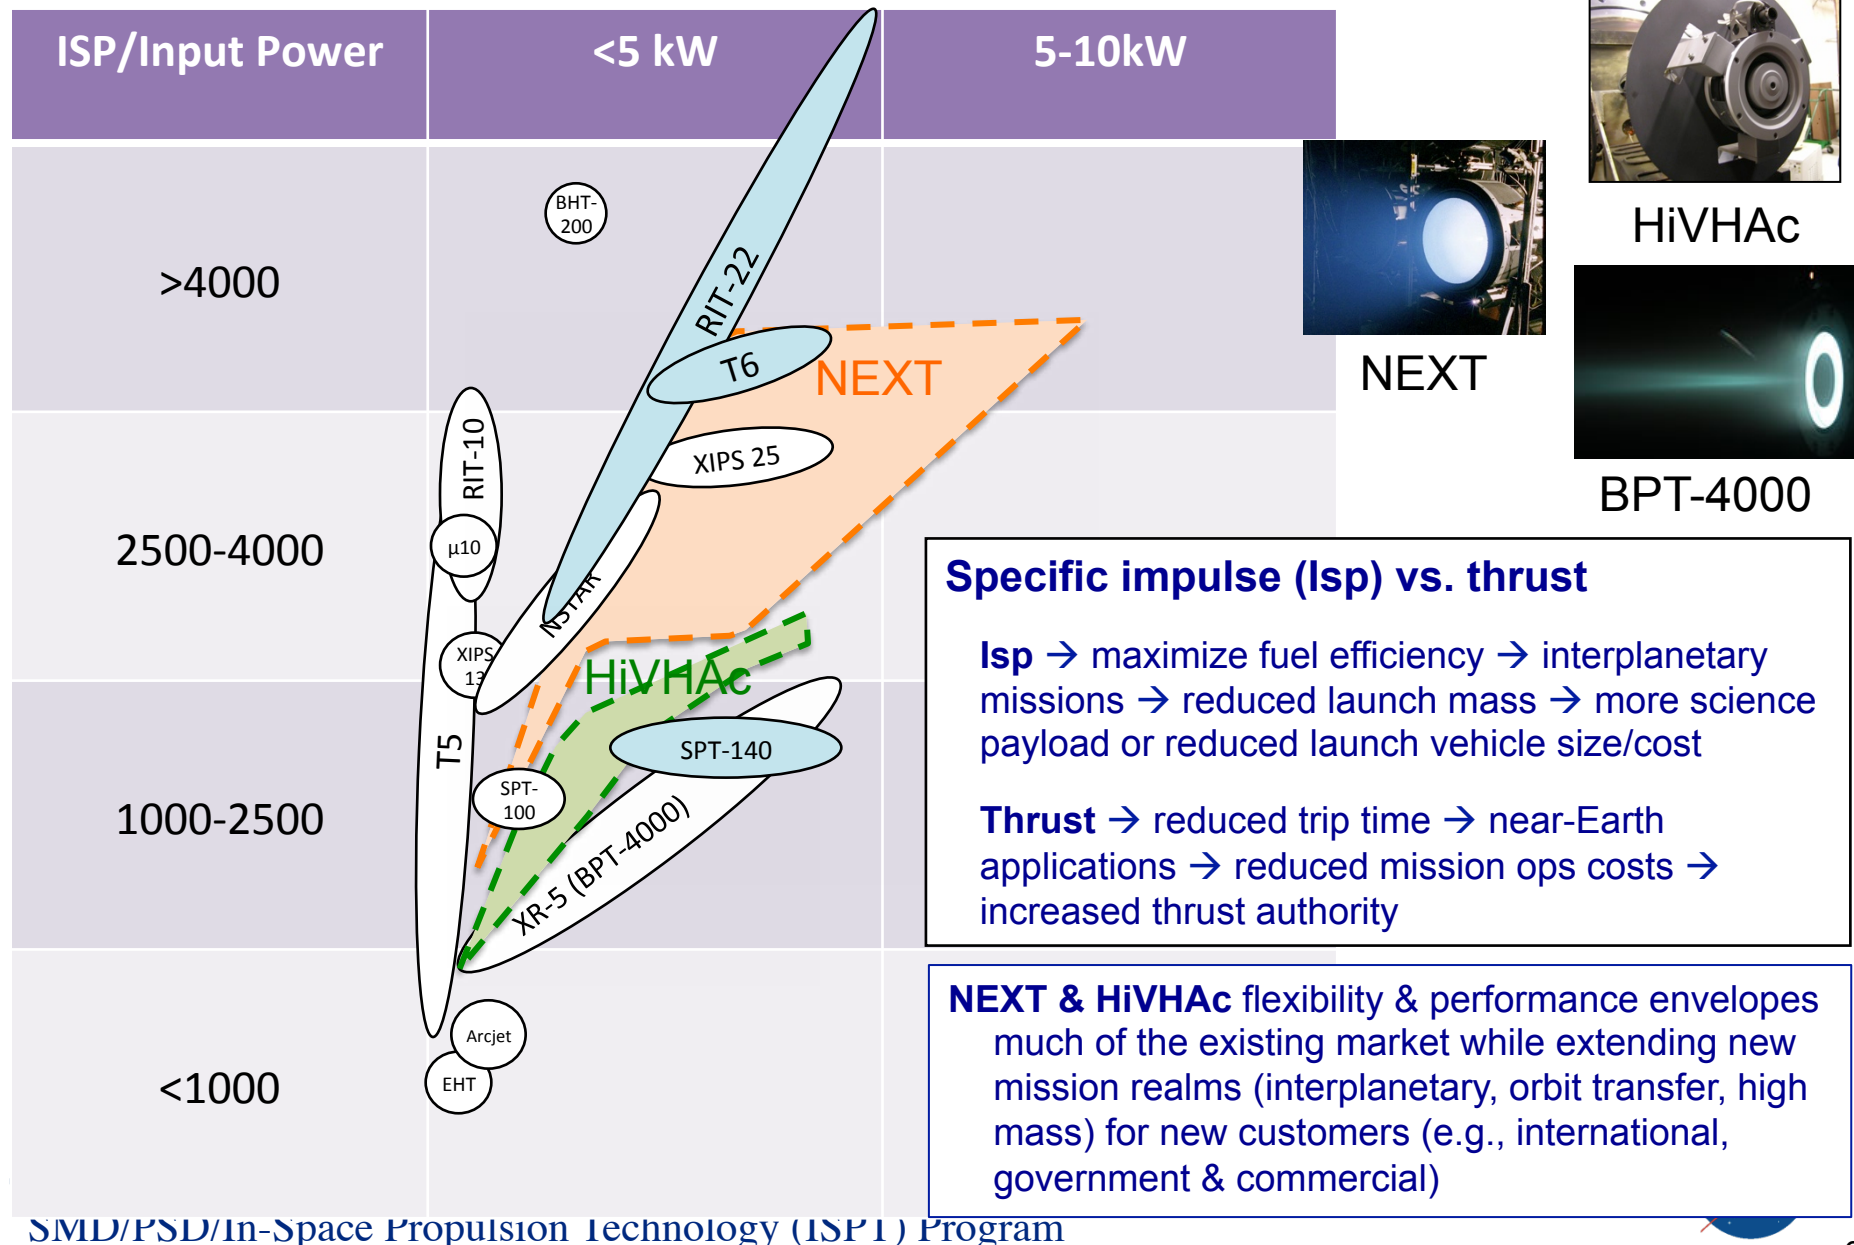 ISP/Input Power
<5 kW
5-10kW
>4000
2500-4000
1000-2500
<1000
BHT-
200
RIT-22
T6
NEXT
RIT-10
XIPS 25
µ10
NSTAR
XIPS
13
HiVHAc
T5
SPT-140
SPT-
100
XR-5 (BPT-4000)
Arcjet
EHT
HiVHAc
NEXT
BPT-4000
Specific impulse (Isp) vs. thrust
Isp → maximize fuel efficiency → interplanetary
missions → reduced launch mass → more science
payload or reduced launch vehicle size/cost
Thrust → reduced trip time → near-Earth
applications → reduced mission ops costs →
increased thrust authority
NEXT & HiVHAc flexibility & performance envelopes
much of the existing market while extending new
mission realms (interplanetary, orbit transfer, high
mass) for new customers (e.g., international,
government & commercial)
SMD/PSD/In-Space Propulsion Technology (ISPT) Program